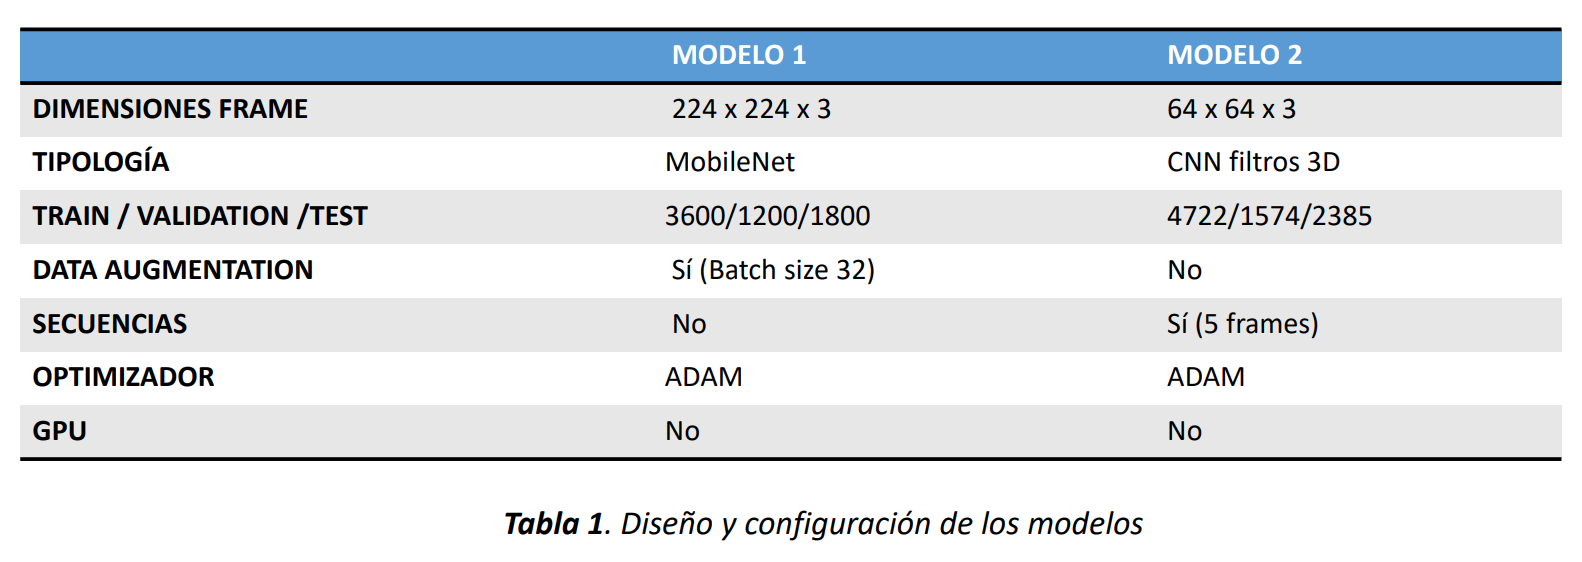 MODELO 1 MODELO 2
DIMENSIONES FRAME 224 x 224 x 3 64 x 64 x 3
TIPOLOGÍA MobileNet CNN filtros 3D
TRAIN / VALIDATION /TEST 3600/1200/1800 4722/1574/2385
DATA AUGMENTATION Sí (Batch size 32) No
SECUENCIAS No Sí (5 frames)
OPTIMIZADOR ADAM ADAM
GPU No No
Tabla 1. Diseño y configuración de los modelos